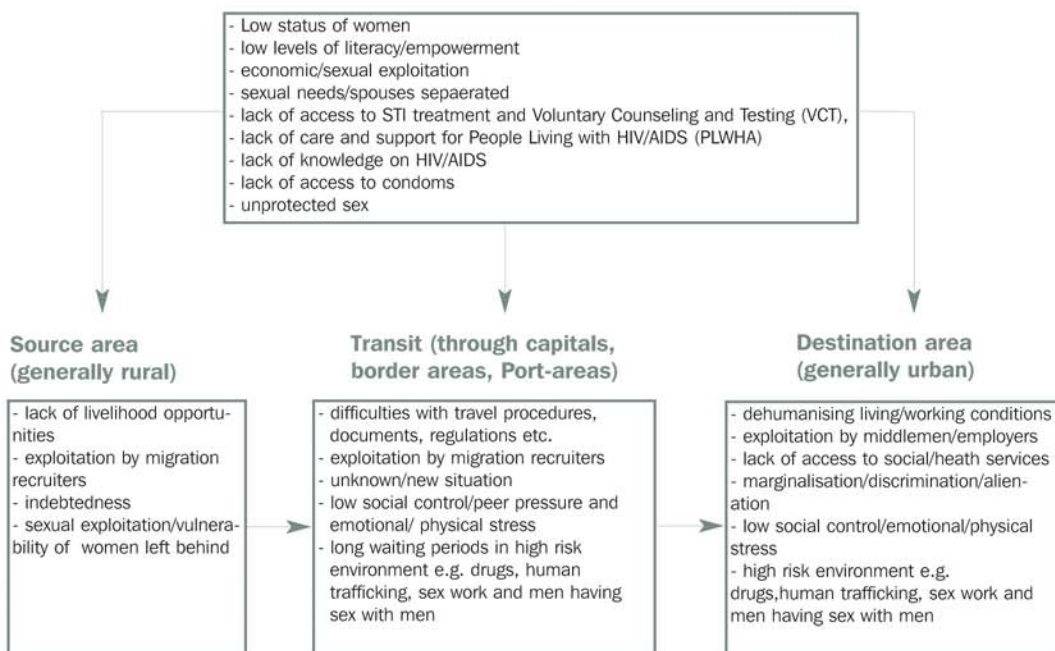 - Low status of women
- low levels of literacy/empowerment
- economic/sexual exploitation
- sexual needs/spouses sepaerated
- lack of access to STI treatment and Voluntary Counseling and Testing (VCT),
- lack of care and support for People Living with HIV/AIDS (PLWHA)
- lack of knowledge on HIV/AIDS
- lack of access to condoms
- unprotected sex
Source area
(generally rural)
- lack of livelihood opportu-
nities
- exploitation by migration
recruiters
- indebtedness
- sexual exploitation/vulnera-
bility of women left behind
Transit (through capitals,
border areas, Port-areas)
- difficulties with travel procedures,
documents, regulations etc.
- exploitation by migration recruiters
- unknown/new situation
- low social control/peer pressure and
emotional/ physical stress
- long waiting periods in high risk
environment e.g. drugs, human
trafficking, sex work and men having
sex with men
Destination area
(generally urban)
- dehumanising living/working conditions
- exploitation by middlemen/employers
- lack of access to social/heath services
- marginalisation/discrimination/alien-
ation
- low social control/emotional/physical
stress
- high risk environment e.g.
drugs,human trafficking, sex work and
men having sex with men